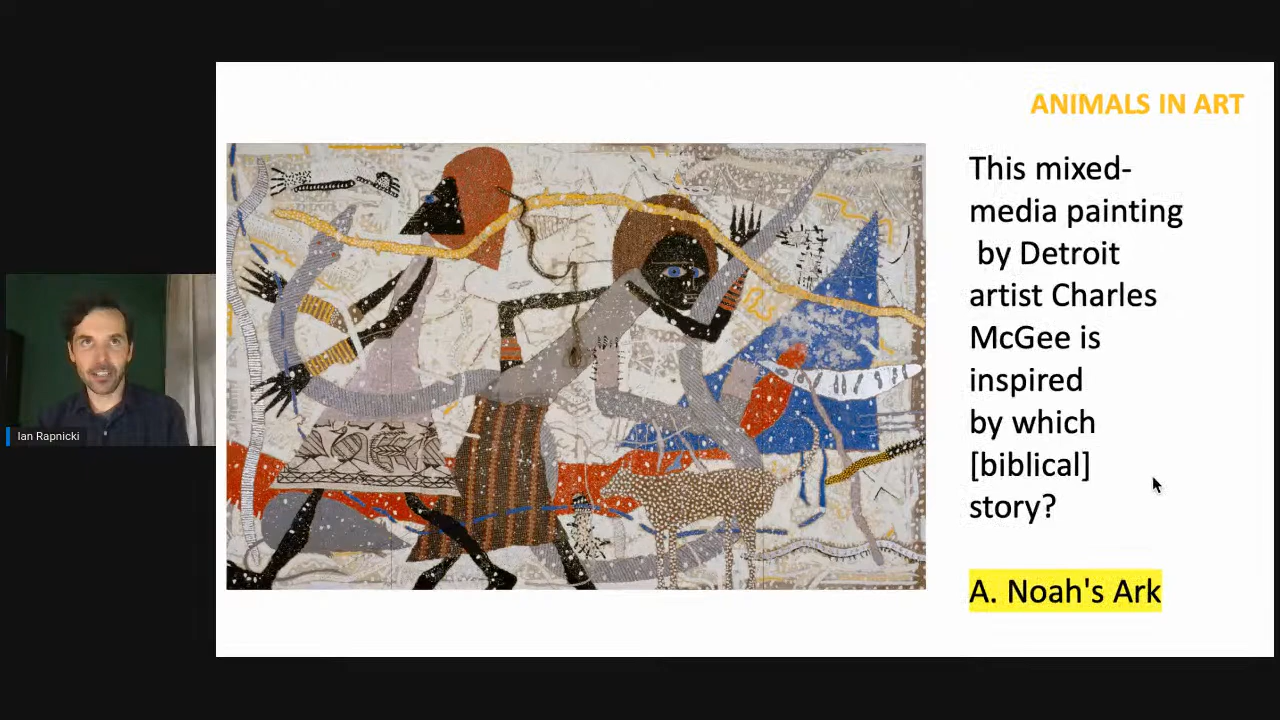 ANIMALS IN ART
This mixed-
media painting
by Detroit
artist Charles
McGee is
inspired
by which
[biblical]
story?
A. Noah's Ark
Ian Rapnicki